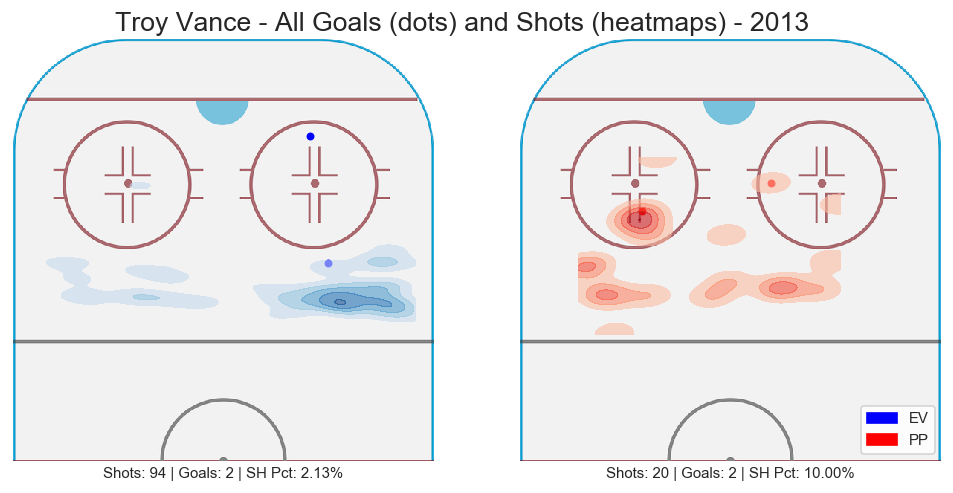 Troy Vance - All Goals (dots) and Shots (heatmaps) - 2013
EV
PP
Shots: 94 | Goals: 2 | SH Pct: 2.13%
Shots: 20 | Goals: 2 | SH Pct: 10.00%